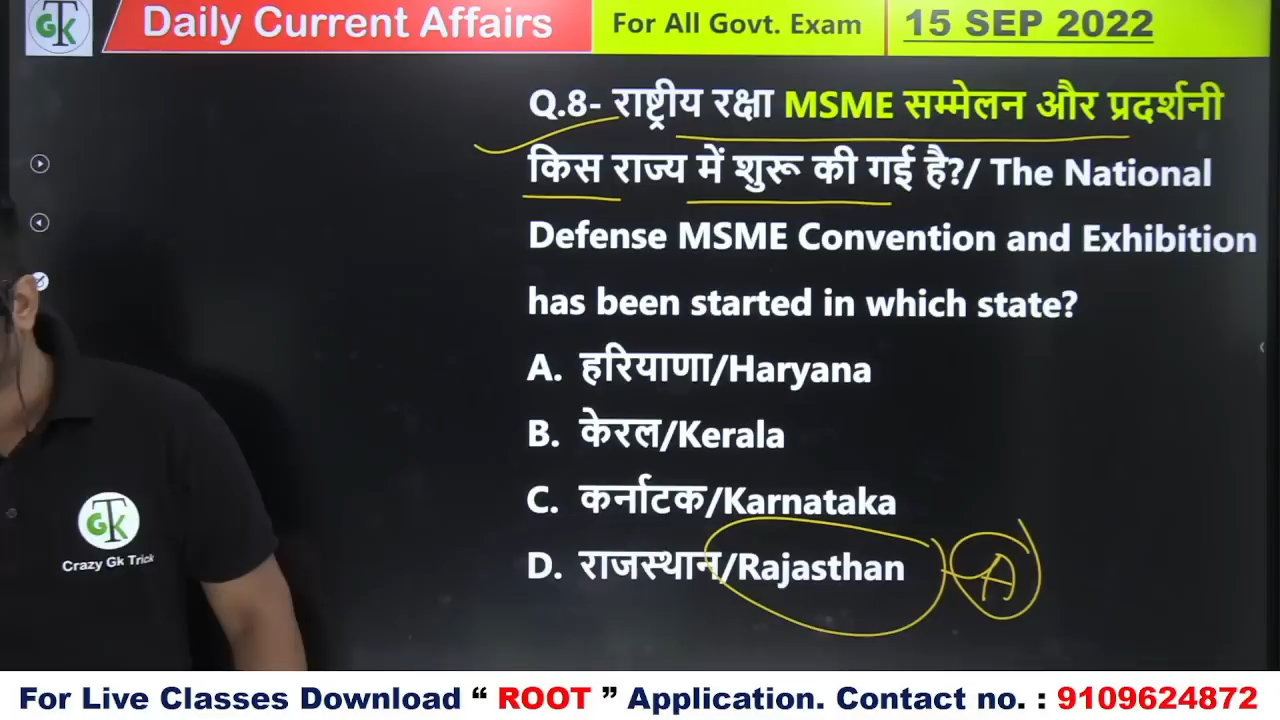 GTK
Daily Current Affairs
For All Govt. Exam
15 SEP 2022
Q.8- राष्ट्रीय रक्षा MSME सम्मेलन और प्रदर्शनी
किस राज्य में शुरू की गई है?/ The National
Defense MSME Convention and Exhibition
has been started in which state?
A. हरियाणा/Haryana
B. केरल/Kerala
C. कर्नाटक/Karnataka
D. राजस्थान/Rajasthan
A
GTK
Crazy Gk Trick
For Live Classes Download “ ROOT ” Application. Contact no. : 9109624872